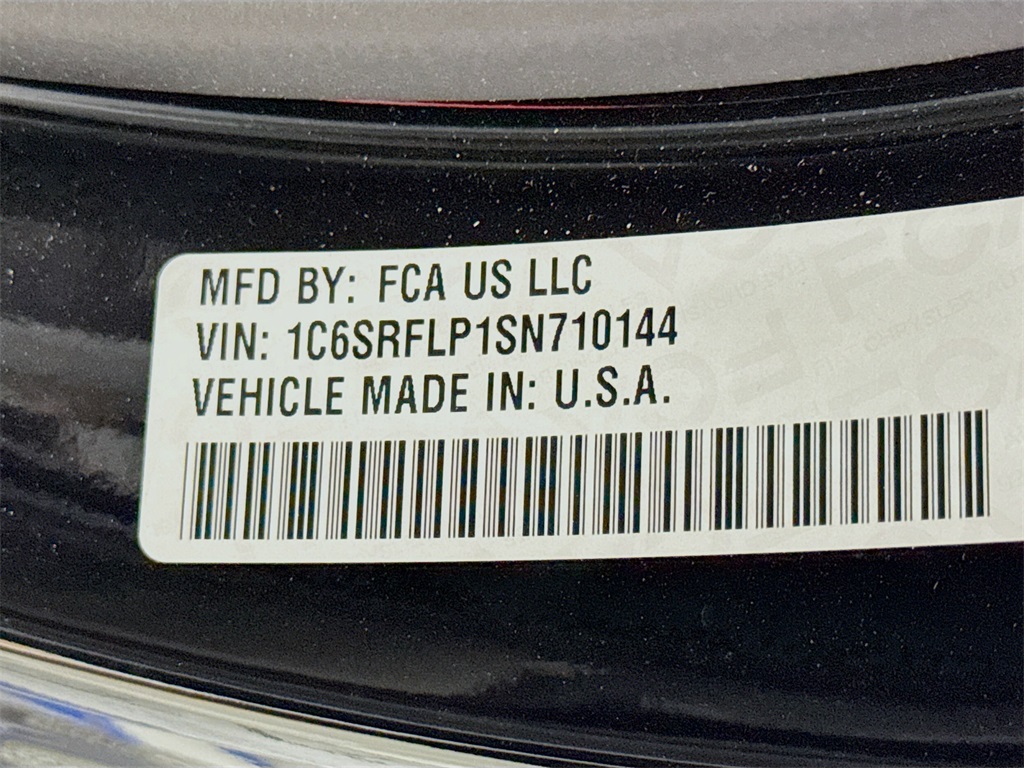 MFD BY: FCA US LLC
VIN: 1C6SRFLP1SN710144
VEHICLE MADE IN: U.S.A.